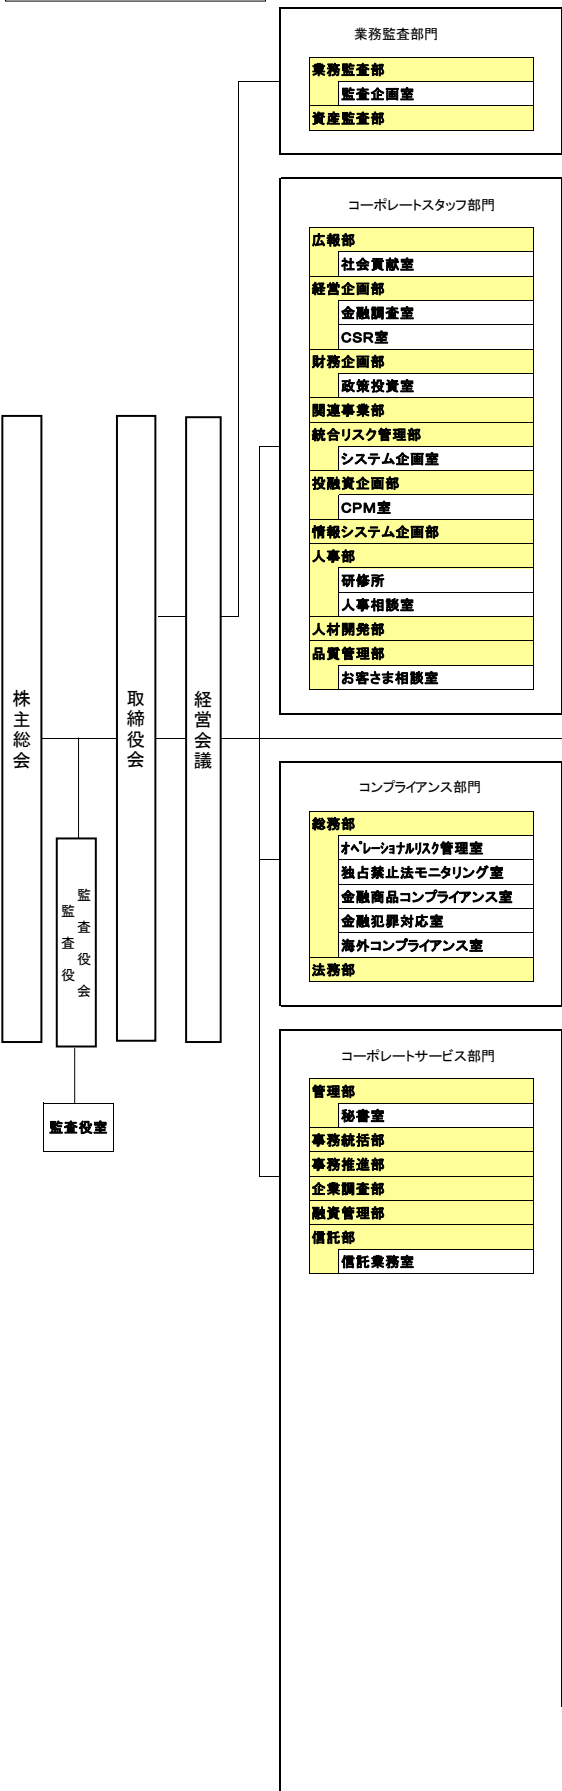 業務監査部門
業務監査部
監査企画室
資産監査部
コーポレートスタッフ部門
広報部
社会貢献室
経営企画部
金融調査室
CSR室
財務企画部
政策投資室
関連事業部
統合リスク管理部
システム企画室
投融資企画部
CPM室
情報システム企画部
人事部
研修所
人事相談室
人材開発部
品質管理部
お客さま相談室
株主総会
取締役会
経営会議
監査役会
監査役
監査役室
コンプライアンス部門
総務部
ｵﾍﾟﾚｰｼｮﾅﾙﾘｽｸ管理室
独占禁止法モニタリング室
金融商品コンプライアンス室
金融犯罪対応室
海外コンプライアンス室
法務部
コーポレートサービス部門
管理部
秘書室
事務統括部
事務推進部
企業調査部
融資管理部
信託部
信託業務室